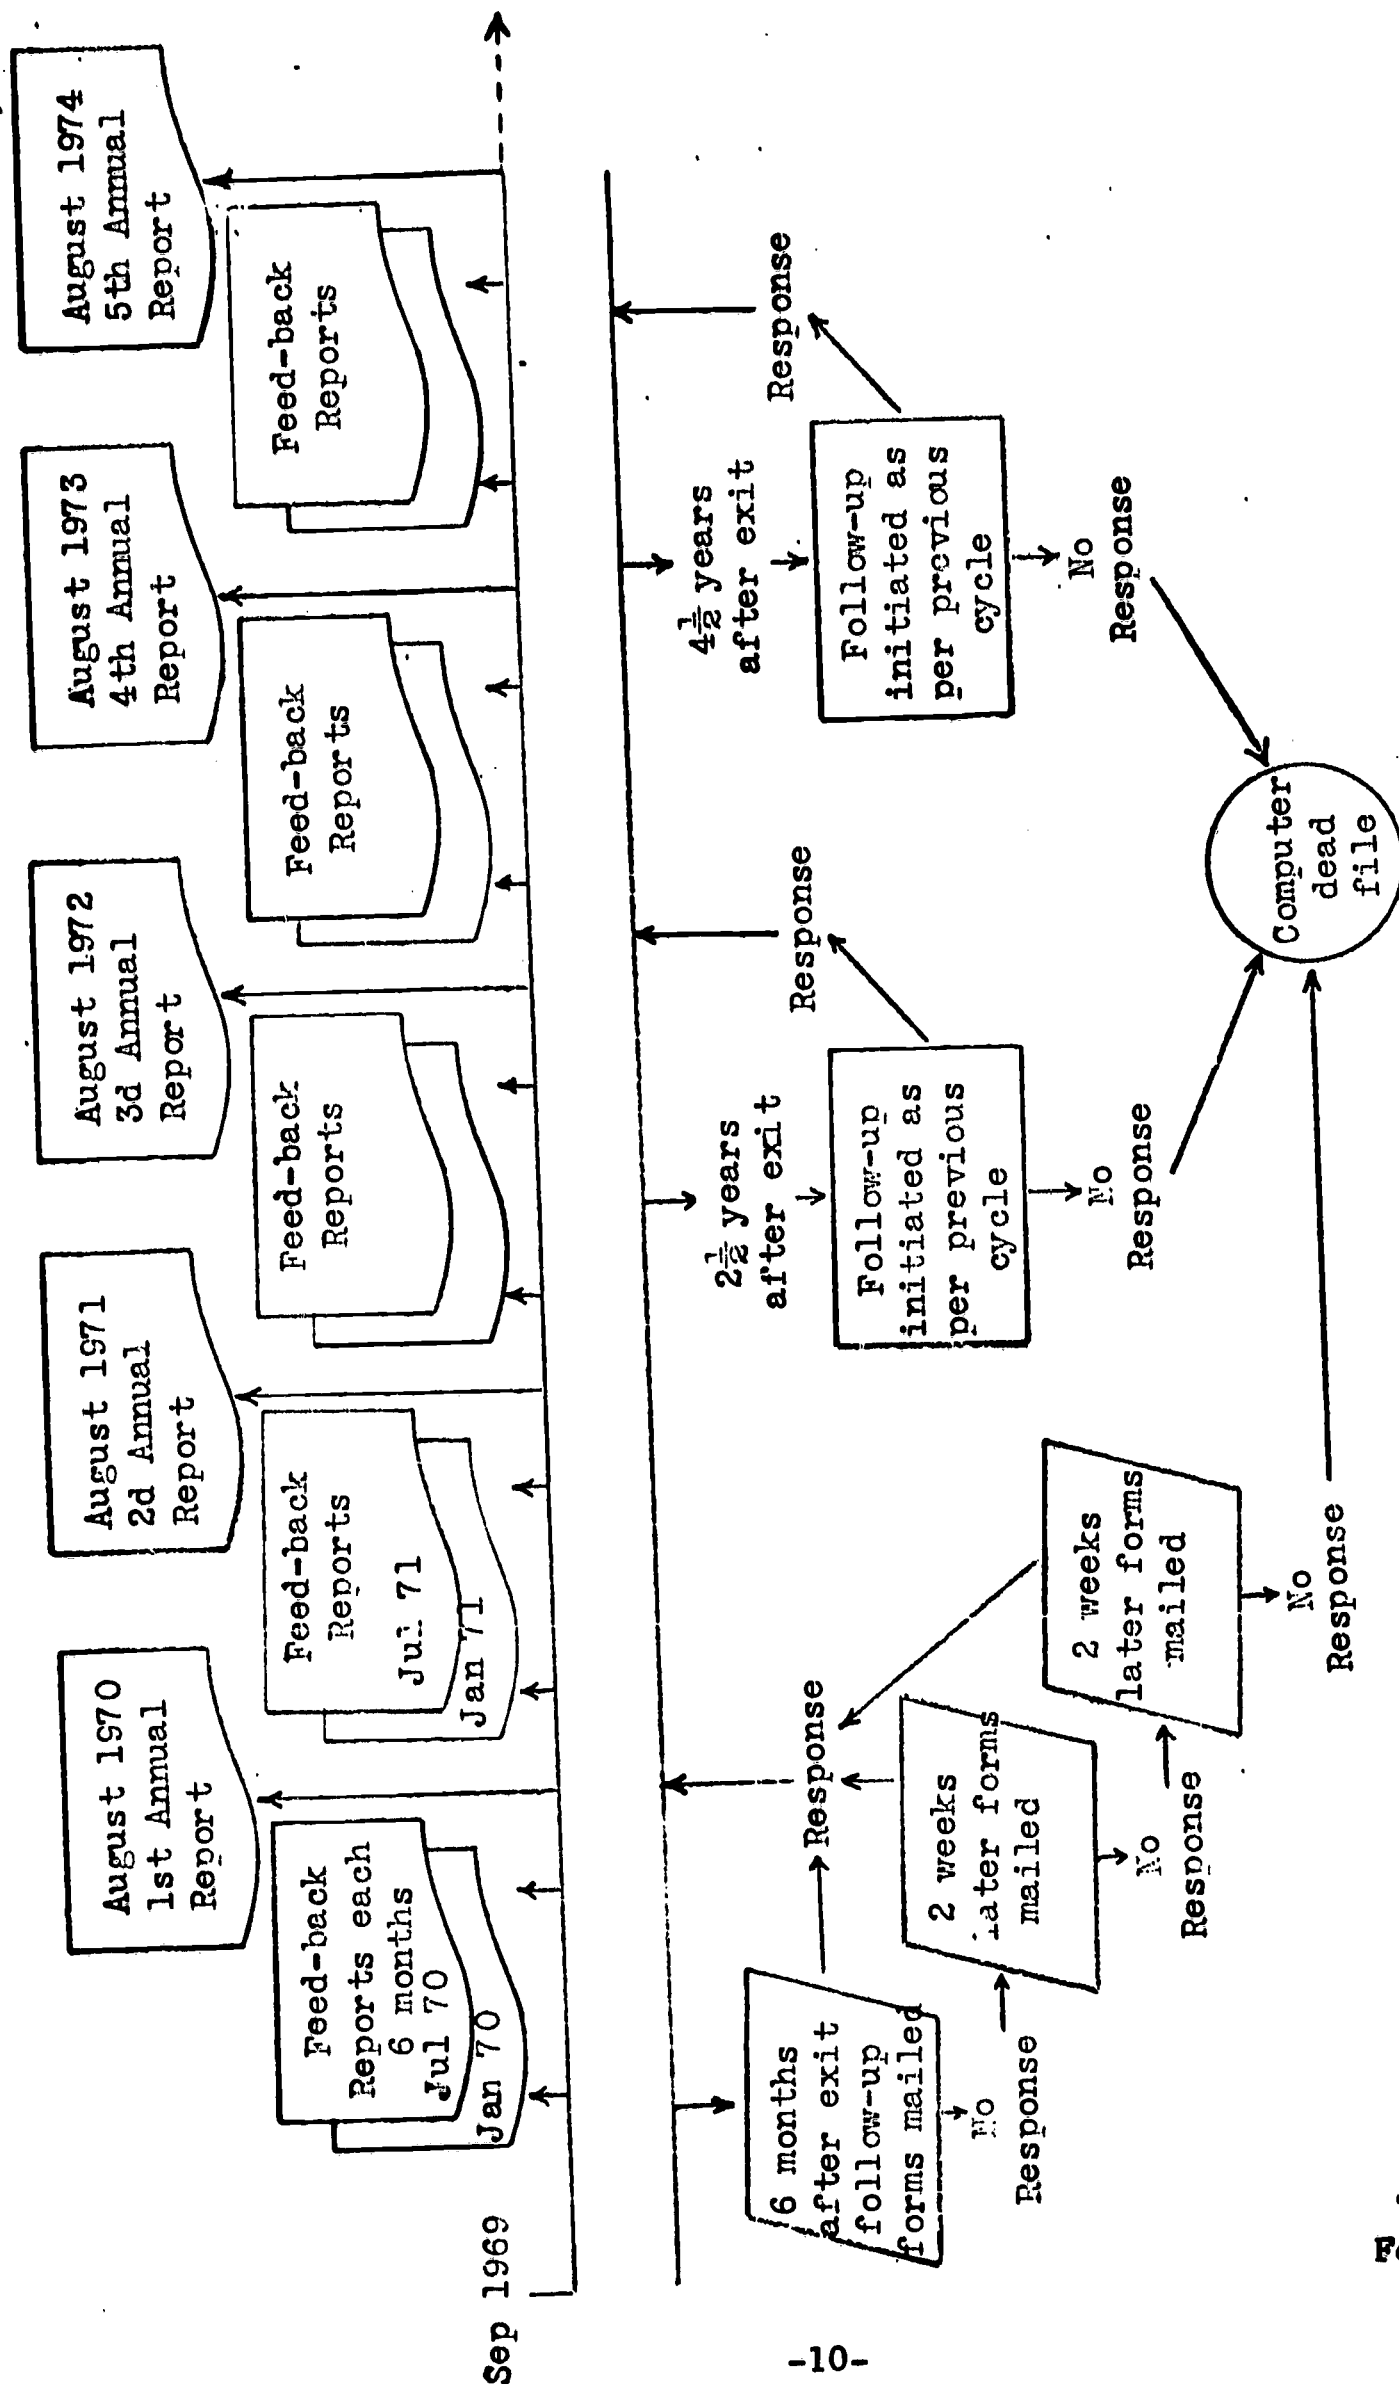 August 1970
1st Annual
Report
August 1971
2d Annual
Report
August 1972
3d Annual
Report
August 1973
4th Annual
Report
August 1974
5th Annual
Report
Feed-back
Reports each
6 months
Jul 70
Jan 70
Feed-back
Reports
Jul 71
Jan 71
Feed-back
Reports
Feed-back
Reports
Feed-back
Reports
Sep 1969
6 months
after exit
follow-up
forms mailed
No
Response
Response
2 weeks
later forms
mailed
No
Response
2 weeks
later forms
mailed
No
Response
2½ years
after exit
Follow-up
initiated as
per previous
cycle
Response
No
Response
4½ years
after exit
Follow-up
initiated as
per previous
cycle
Response
No
Response
Computer
dead
file
-10-